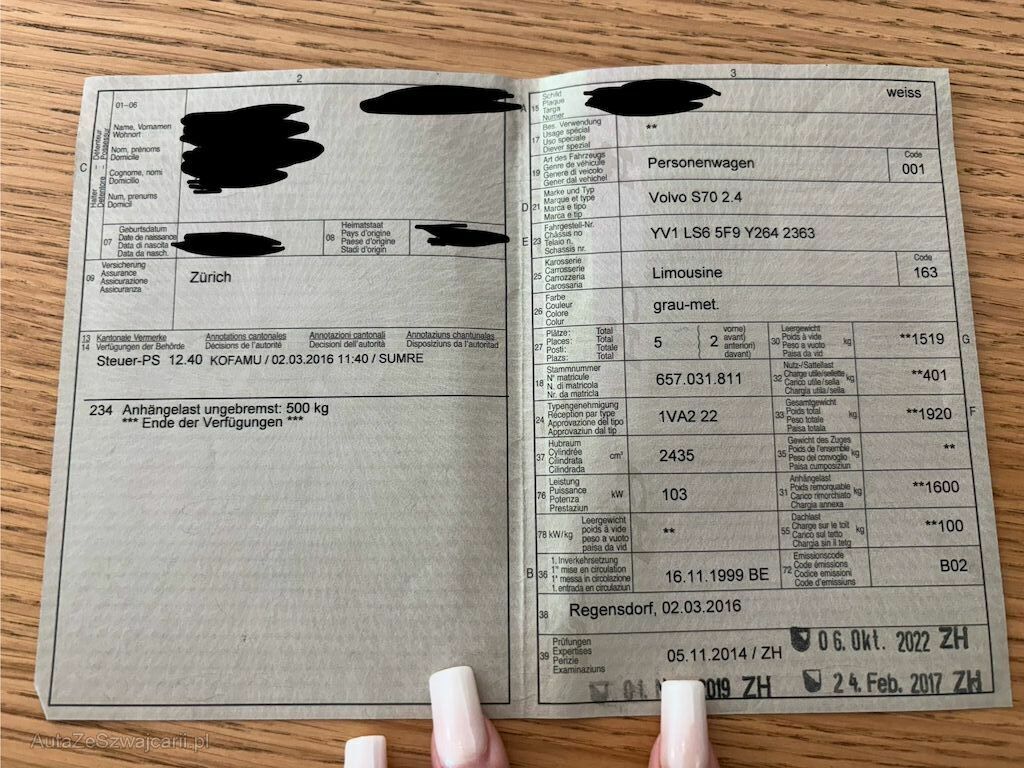 2
01–06
Name, Vornamen
Wohnort
Nom, prénoms
Domicile
Cognome, nomi
Domicilio
Num, prenums
Domicil
C
Halter
Détenteur
Détentore
Possessur
07
Geburtsdatum
Date de naissance
Data di nascita
Data da nasch.
08
Heimatstaat
Pays d'origine
Paese d'origine
Stadi d'origin
09
Versicherung
Assurance
Assicurazione
Assicuranza
Zürich
13 Kantonale Vermerke Annotations cantonales Annotazioni cantonali Annotaziuns chantunalas
14 Verfügungen der Behörde Décisions de l'autorité Decisioni dell'autorità Disposiziuns da l'autoritad
Steuer-PS 12.40 KOFAMU / 02.03.2016 11:40 / SUMRE
234 Anhängelast ungebremst: 500 kg
*** Ende der Verfügungen ***
3
A 15
Schild
Plaque
Targa
Numer
weiss
17
Bes. Verwendung
Usage spécial
Uso speciale
Diever spezial
**
19
Art des Fahrzeugs
Genre de véhicule
Genere di veicolo
Gener dal vehichel
Personenwagen
Code
001
D 21
Marke und Typ
Marque et type
Marca e tipo
Marca e tip
Volvo S70 2.4
E 23
Fahrgestell-Nr.
Châssis no
Telaio n.
Schassis nr.
YV1 LS6 5F9 Y264 2363
25
Karosserie
Carrosserie
Carrozzeria
Carossaria
Limousine
Code
163
26
Farbe
Couleur
Colore
Colur
grau-met.
27
Plätze: Total
Places: Total
Posti: Totale
Plazs: Total
5
2
vorne)
avant)
anteriori)
davant)
30
Leergewicht
Poids à vide
Peso a vuoto
Paisa da vid
kg
**1519
G
18
Stammnummer
N° matricule
N. di matricola
Nr. da matricla
657.031.811
32
Nutz-/Sattellast
Charge utile/sellette
Carico utile/sella
Chargia utila/sella
kg
**401
24
Typengenehmigung
Réception par type
Approvazione del tipo
Approvaziun dal tip
1VA2 22
33
Gesamtgewicht
Poids total
Peso totale
Paisa totala
kg
**1920
F
37
Hubraum
Cylindrée
Cilindrata
Cilindrada
cm³
2435
35
Gewicht des Zuges
Poids de l'ensemble
Peso del convoglio
Paisa cumposiziun
kg
**
76
Leistung
Puissance
Potenza
Prestaziun
kW
103
31
Anhängelast
Poids remorquable
Carico rimorchiato
Chargia annexa
kg
**1600
78 kW/kg
Leergewicht
poids à vide
peso a vuoto
paisa da vid
**
55
Dachlast
Charge sur le toit
Carico sul tetto
Chargia sin il tetg
kg
**100
B 36
1. Inverkehrsetzung
1re mise en circulation
1a messa in circolazione
1. entrada en circulaziun
16.11.1999 BE
72
Emissionscode
Code émissions
Codice emissioni
Code d'emissiuns
B02
38
Regensdorf, 02.03.2016
39
Prüfungen
Expertises
Perizie
Examinaziuns
05.11.2014 / ZH
06. Okt. 2022 ZH
2019 ZH
24. Feb. 2017 ZH
AutaZeSzwajcarii.pl